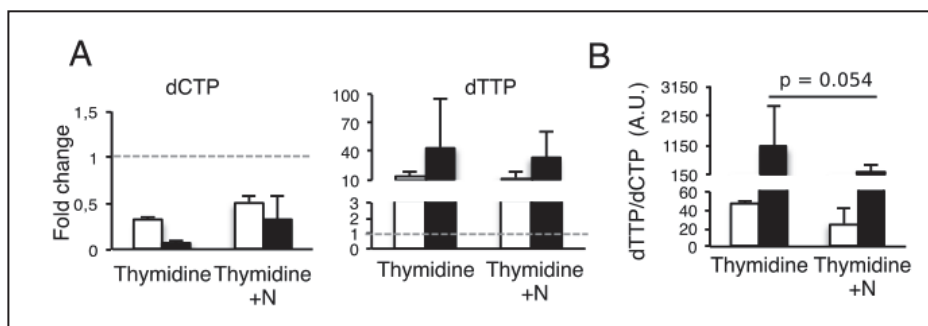 A
dCTP
Fold change
1,5
1
0,5
0
Thymidine
Thymidine
+N
dTTP
100
70
40
10
3
2
1
0
Thymidine
Thymidine
+N
B
p = 0.054
dTTP/dCTP (A.U.)
3150
2150
1150
150
60
40
20
0
Thymidine
Thymidine
+N